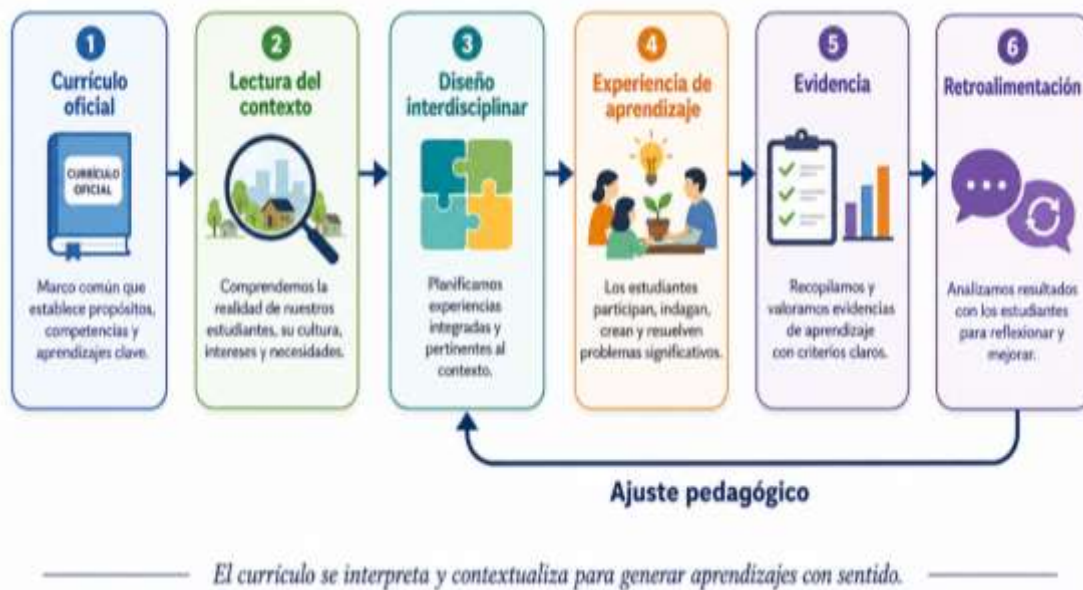 1
Currículo
oficial
CURRÍCULO
OFICIAL
Marco común que
establece propósitos,
competencias y
aprendizajes clave.
2
Lectura del
contexto
Comprendemos la
realidad de nuestros
estudiantes, su cultura,
intereses y necesidades.
3
Diseño
interdisciplinar
Planificamos
experiencias
integradas y
pertinentes al
contexto.
4
Experiencia de
aprendizaje
Los estudiantes
participan, indagan,
crean y resuelven
problemas significativos.
5
Evidencia
Recopilamos y
valoramos evidencias
de aprendizaje
con criterios claros.
6
Retroalimentación
Analizamos resultados
con los estudiantes
para reflexionar y
mejorar.
Ajuste pedagógico
El currículo se interpreta y contextualiza para generar aprendizajes con sentido.